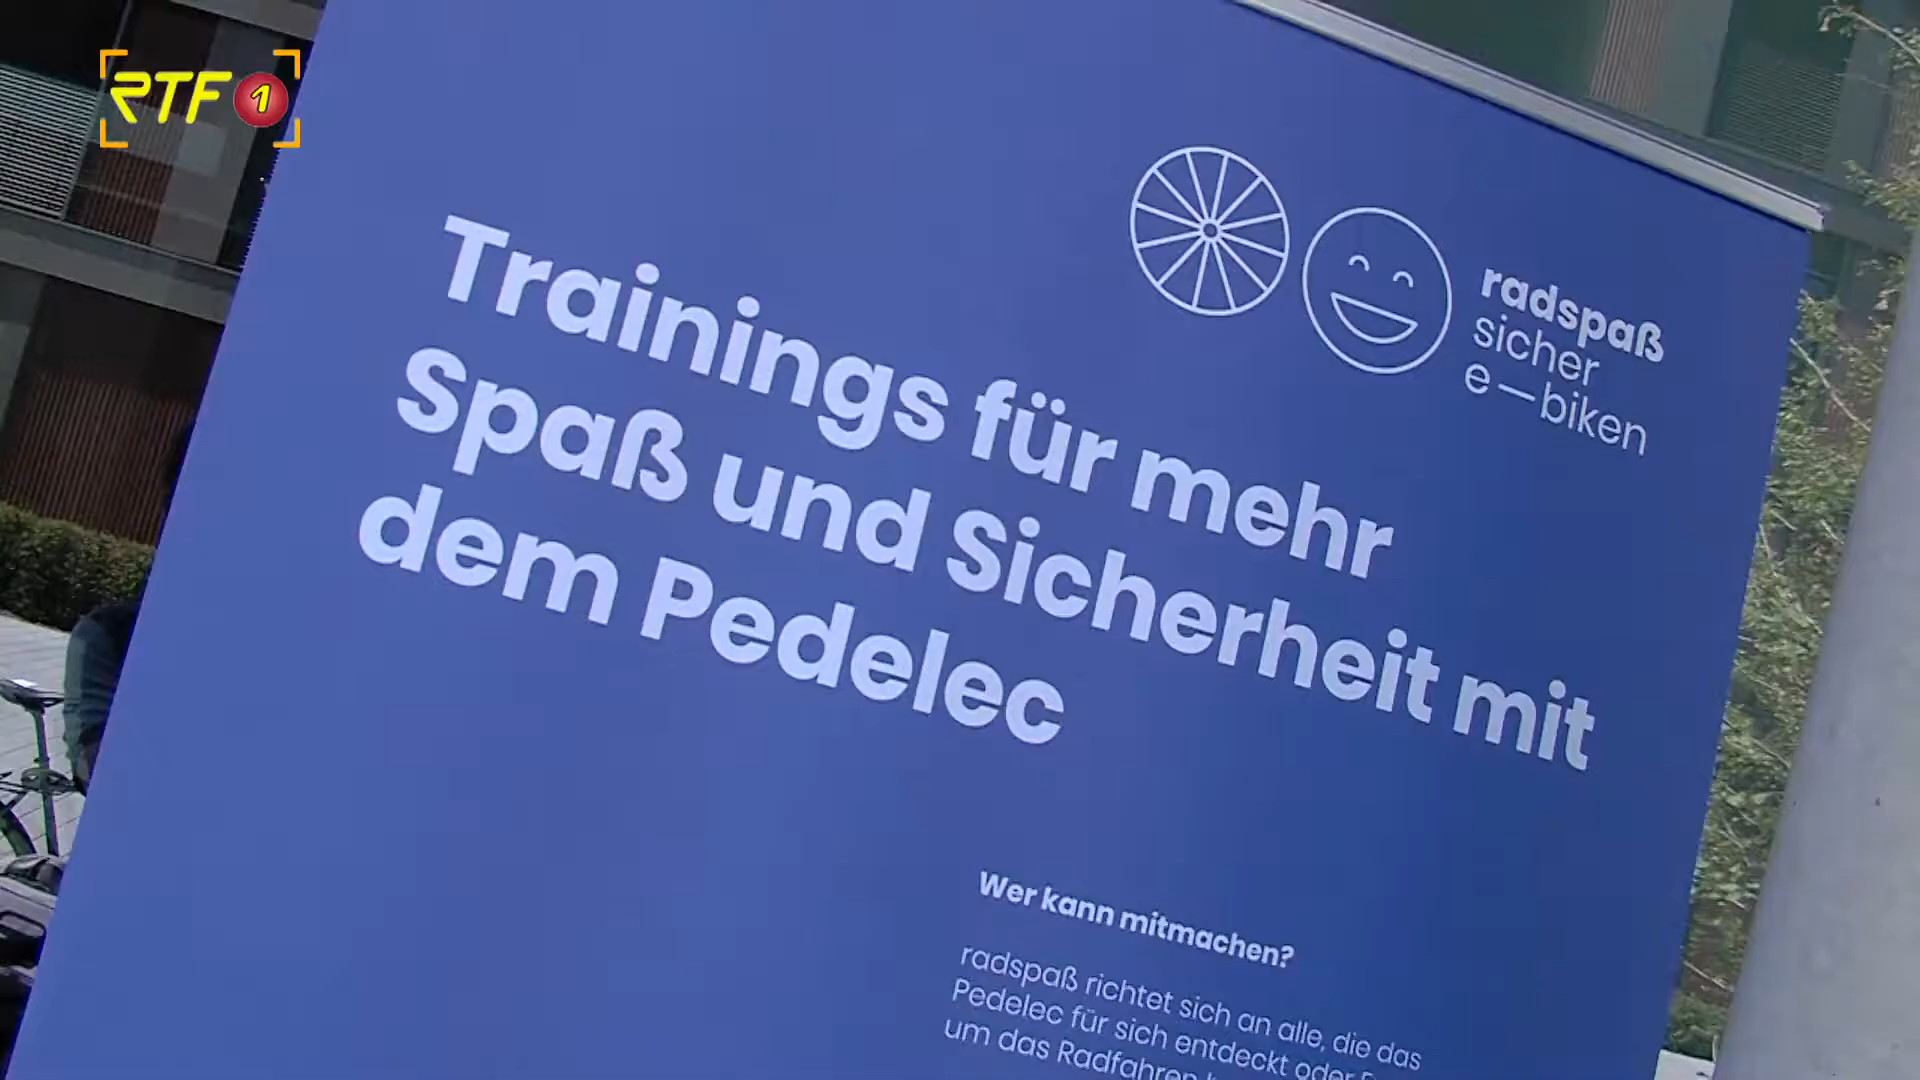 RTF 1
radspaß
sicher
e—biken
Trainings für mehr
Spaß und Sicherheit mit
dem Pedelec
Wer kann mitmachen?
radspaß richtet sich an alle, die das
Pedelec für sich entdeckt oder
um das Radfahren